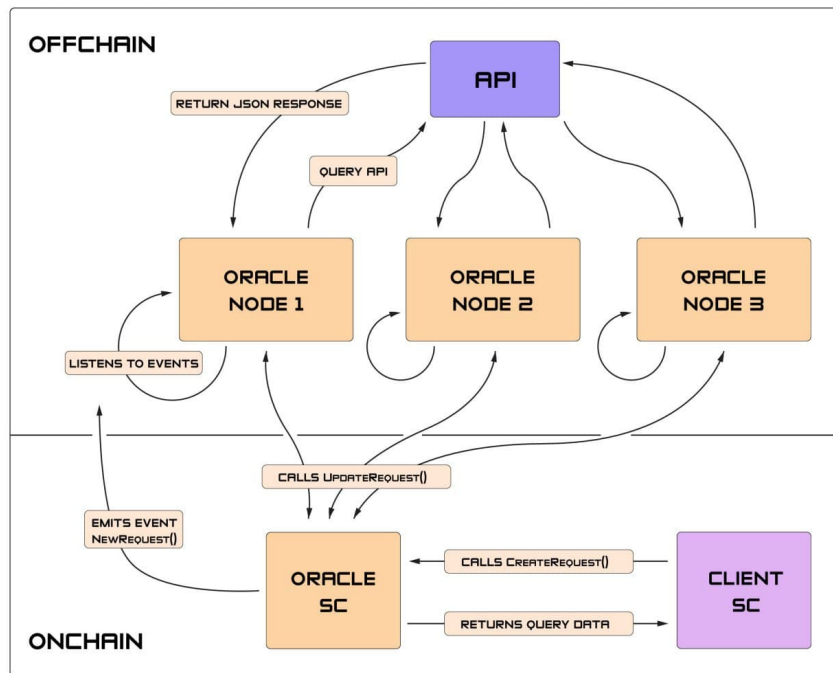 OFFCHAIN
API
RETURN JSON RESPONSE
QUERY API
ORACLE
NODE 1
ORACLE
NODE 2
ORACLE
NODE 3
LISTENS TO EVENTS
CALLS UPDATEREQUEST()
EMITS EVENT
NEWREQUEST()
ORACLE
SC
CALLS CREATEREQUEST()
RETURNS QUERY DATA
CLIENT
SC
ONCHAIN